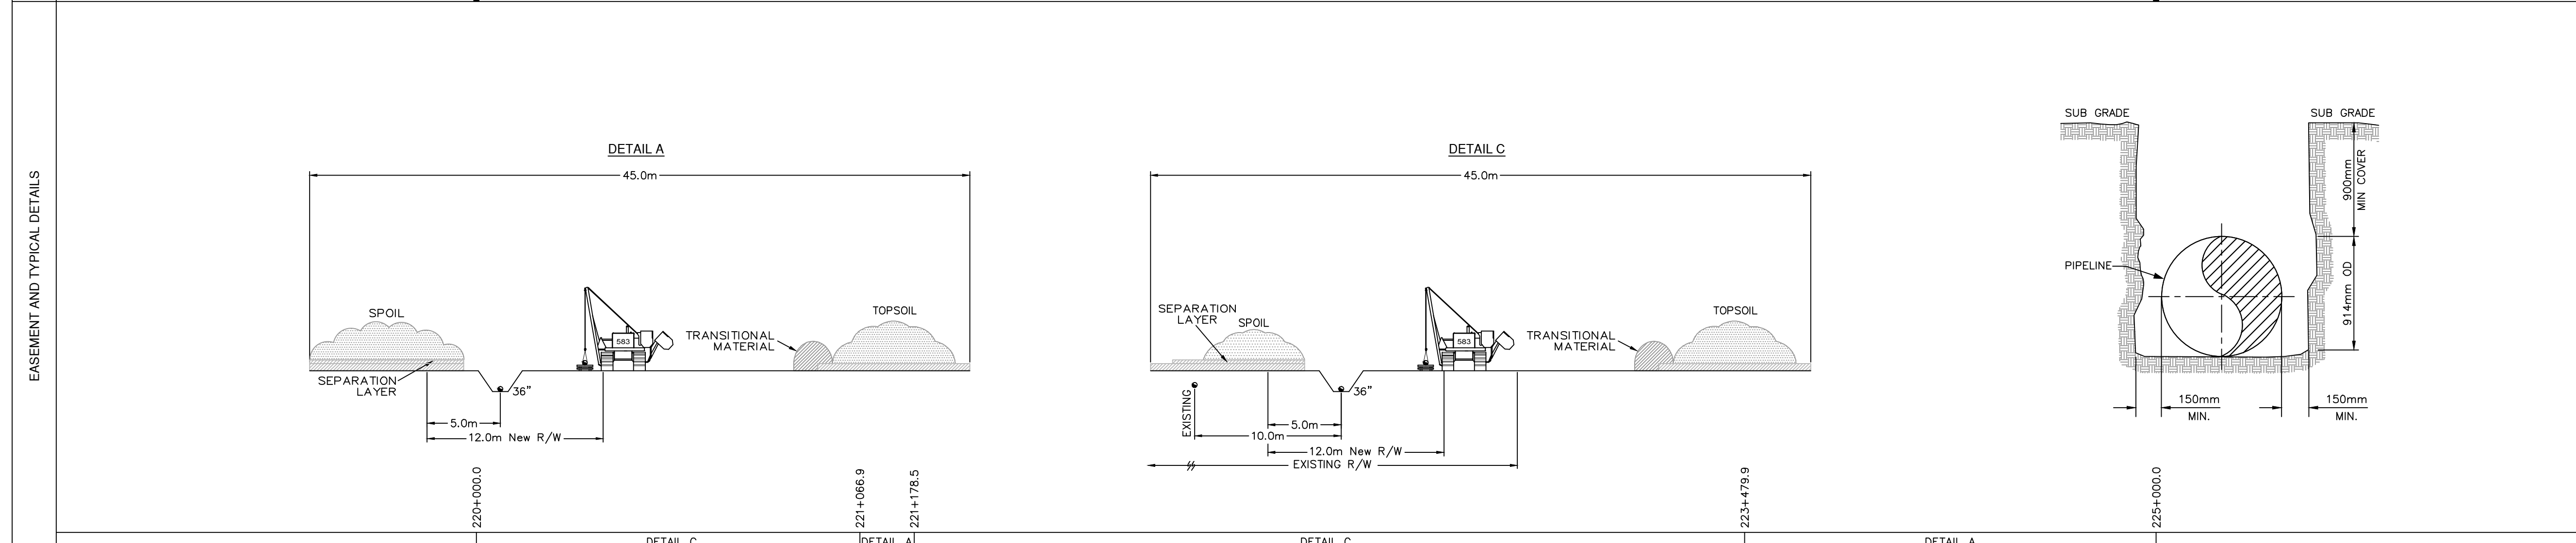 EASEMENT AND TYPICAL DETAILS
DETAIL A
45.0m
SPOIL
SEPARATION
LAYER
583
TRANSITIONAL
MATERIAL
TOPSOIL
36"
5.0m
12.0m New R/W
DETAIL C
45.0m
SEPARATION
LAYER
SPOIL
583
TRANSITIONAL
MATERIAL
TOPSOIL
EXISTING
36"
5.0m
10.0m
12.0m New R/W
EXISTING R/W
SUB GRADE
SUB GRADE
900mm
MIN COVER
PIPELINE
914mm OD
150mm
MIN.
150mm
MIN.
220+000.0
221+066.9
221+178.5
223+479.9
225+000.0
DETAIL C
DETAIL A
DETAIL C
DETAIL A